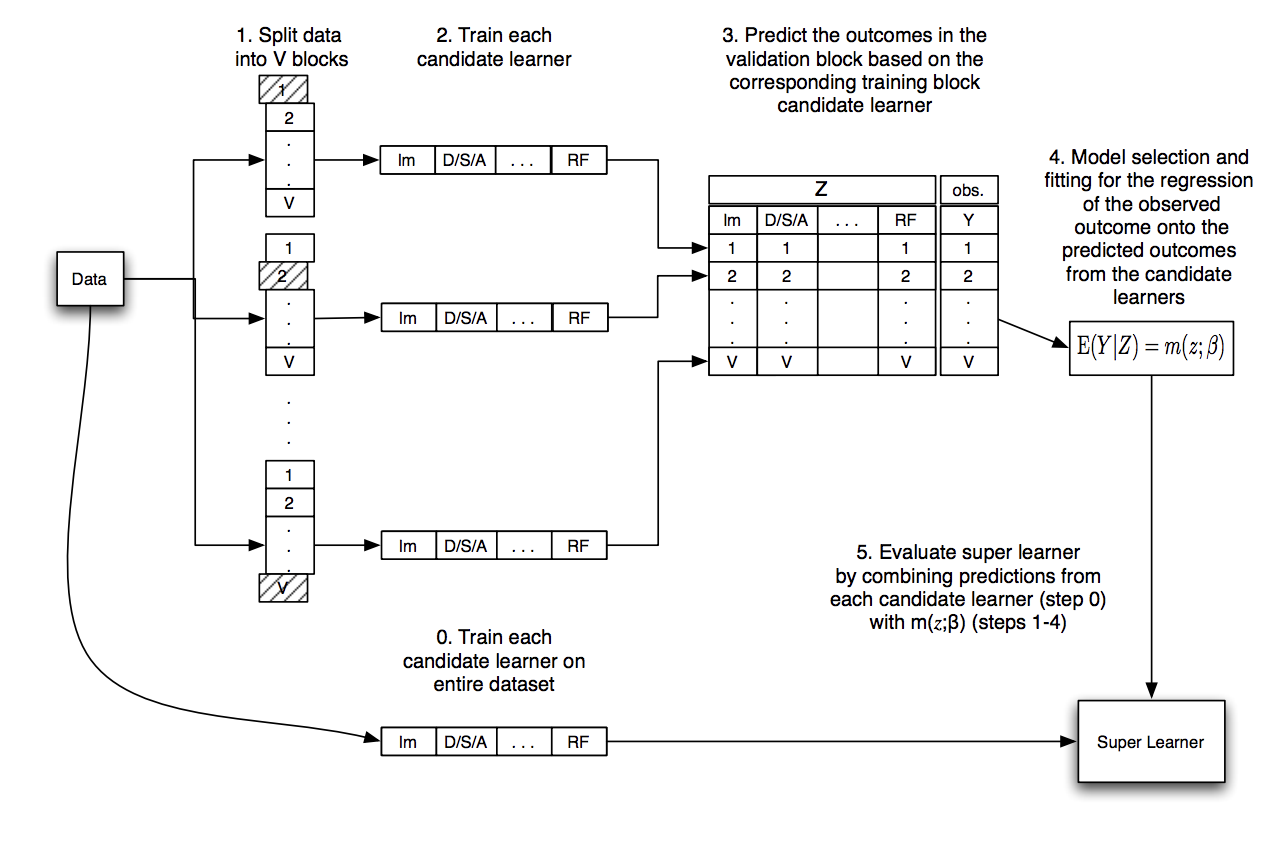 1. Split data
into V blocks
2. Train each
candidate learner
3. Predict the outcomes in the
validation block based on the
corresponding training block
candidate learner
4. Model selection and
fitting for the regression
of the observed
outcome onto the
predicted outcomes
from the candidate
learners
Data
1
2
.
.
.
V
1
2
.
.
.
V
.
.
.
1
2
.
.
.
V
lm D/S/A . . . RF
lm D/S/A . . . RF
lm D/S/A . . . RF
Z obs.
lm D/S/A . . . RF Y
1 1 1 1
2 2 2 2
. . . .
. . . .
. . . .
V V V V
E(Y|Z) = m(z; β)
5. Evaluate super learner
by combining predictions from
each candidate learner (step 0)
with m(z;β) (steps 1-4)
0. Train each
candidate learner on
entire dataset
lm D/S/A . . . RF
Super Learner